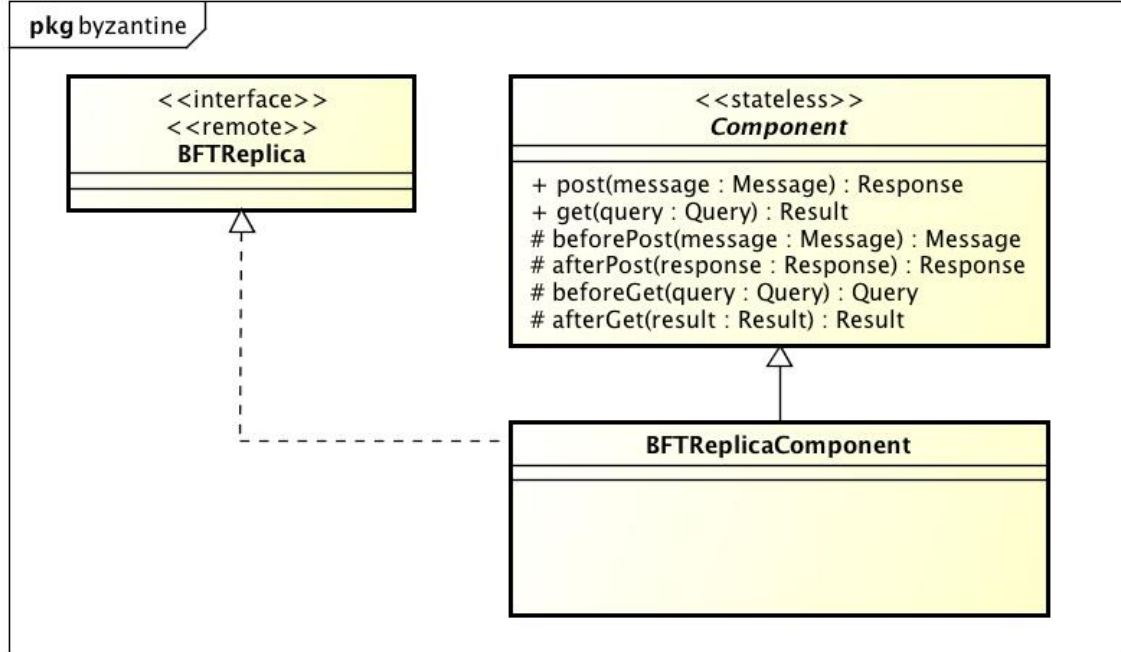 pkg byzantine
<<interface>>
<<remote>>
BFTReplica
<<stateless>>
Component
+ post(message : Message) : Response
+ get(query : Query) : Result
# beforePost(message : Message) : Message
# afterPost(response : Response) : Response
# beforeGet(query : Query) : Query
# afterGet(result : Result) : Result
BFTReplicaComponent